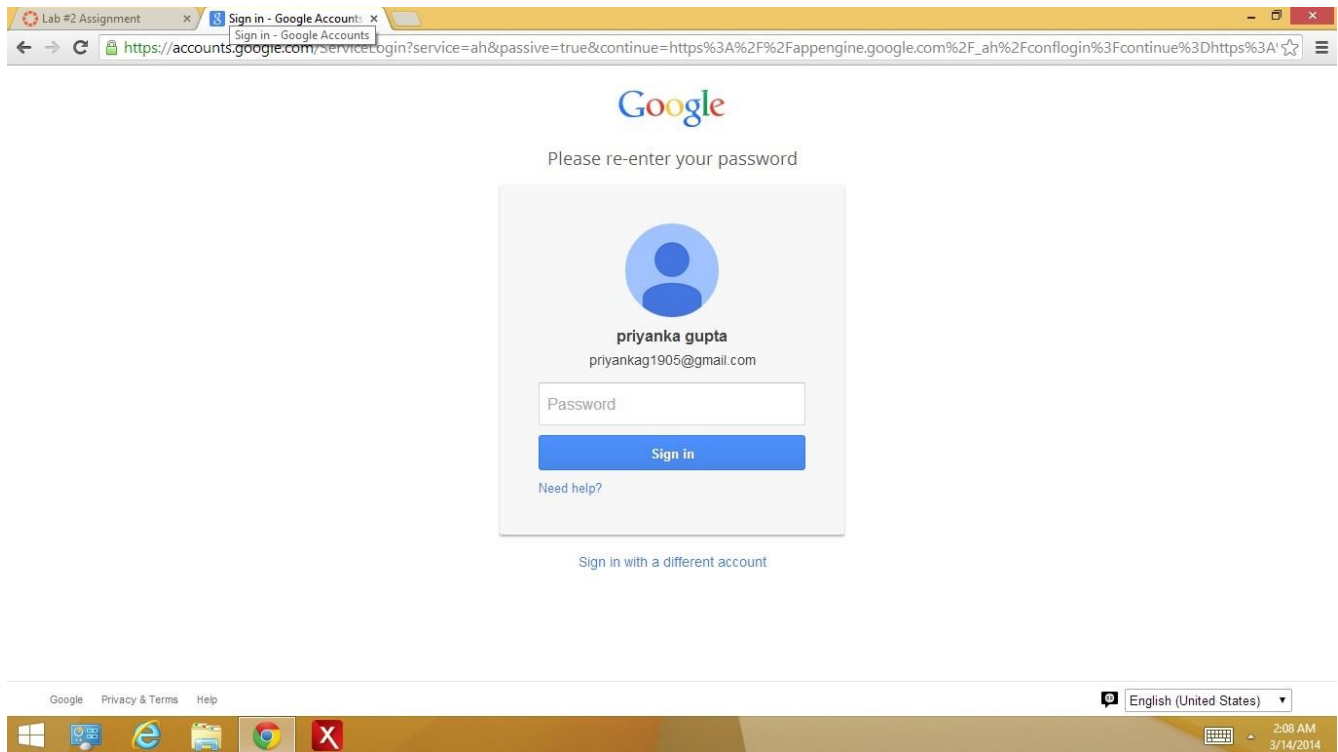 Lab #2 Assignment
Sign in - Google Accounts
Sign in - Google Accounts
https://accounts.google.com/ServiceLogin?service=ah&passive=true&continue=https%3A%2F%2Fappengine.google.com%2F_ah%2Fconflogin%3Fcontinue%3Dhttps%3A
Google
Please re-enter your password
priyanka gupta
priyankag1905@gmail.com
Password
Sign in
Need help?
Sign in with a different account
Google Privacy & Terms Help English (United States)
X
2:08 AM
3/14/2014